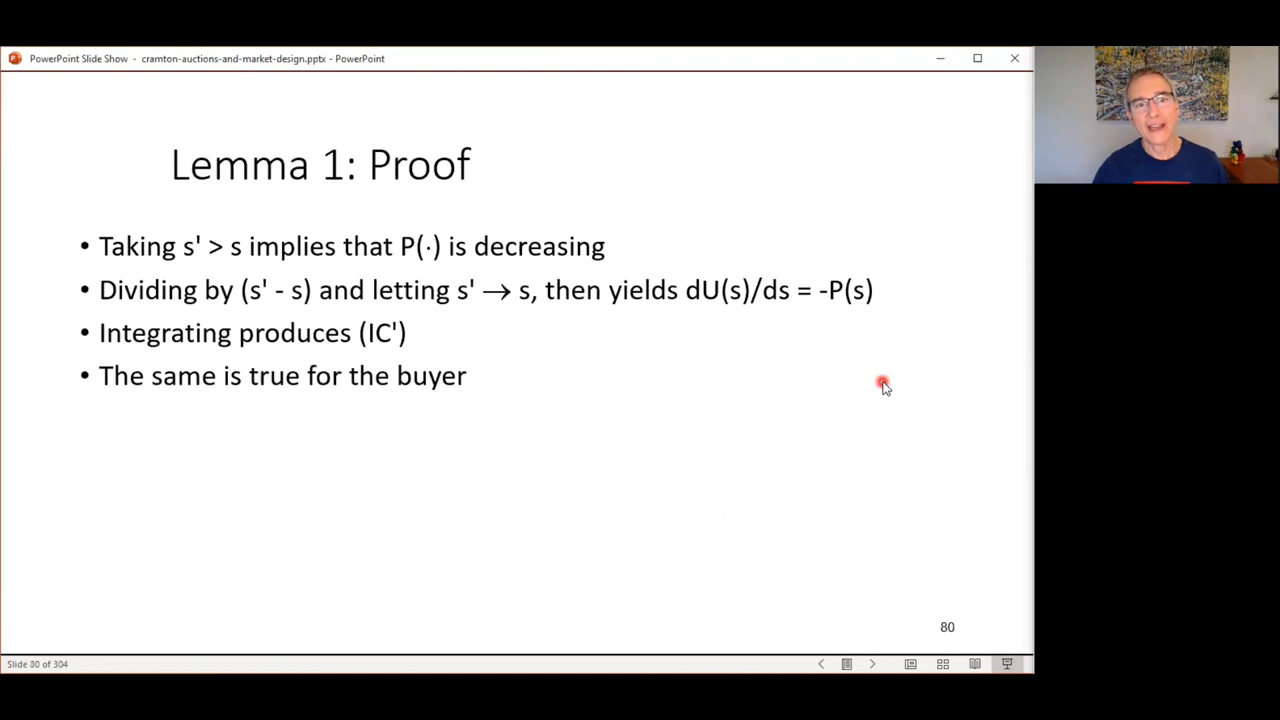 PowerPoint Slide Show - cramton-auctions-and-market-design.pptx - PowerPoint
Lemma 1: Proof
• Taking s' > s implies that P(·) is decreasing
• Dividing by (s' - s) and letting s' → s, then yields dU(s)/ds = -P(s)
• Integrating produces (IC')
• The same is true for the buyer
80
Slide 80 of 304